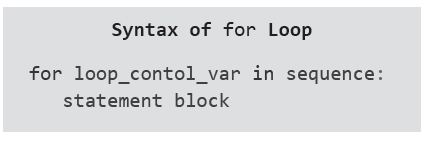 Syntax of for Loop
for loop_contol_var in sequence:
statement block